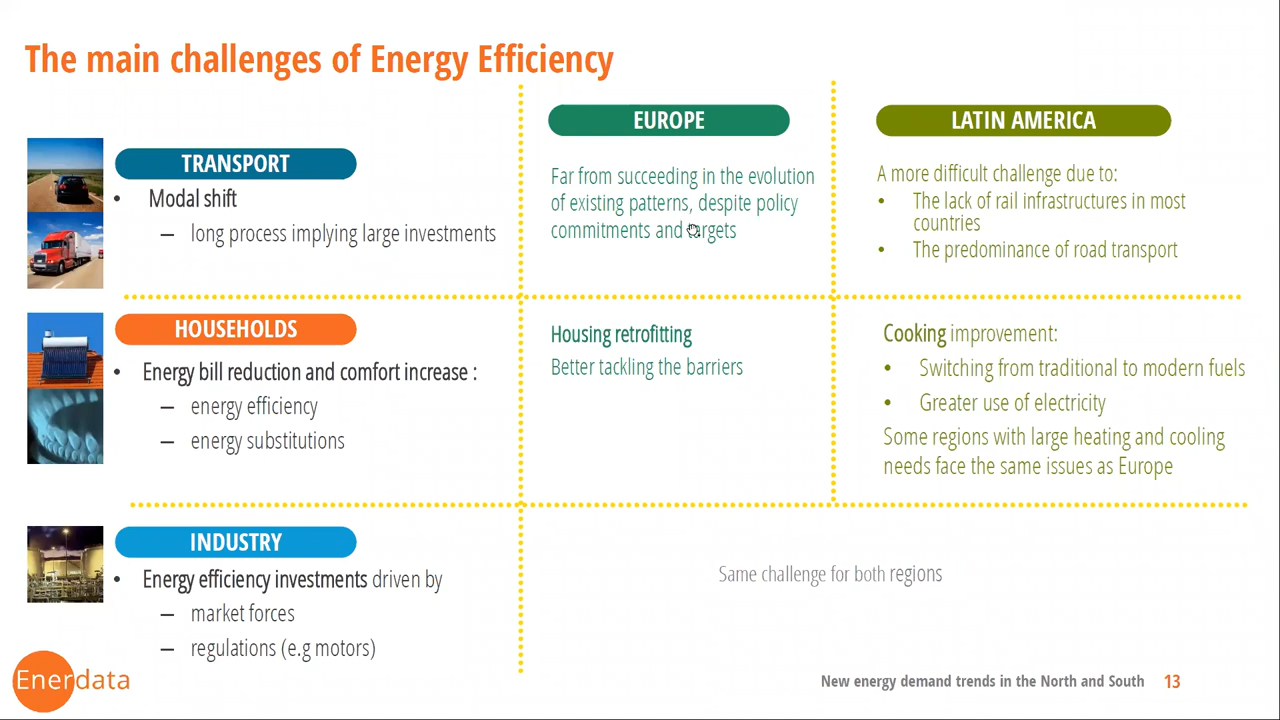 The main challenges of Energy Efficiency
EUROPE
LATIN AMERICA
TRANSPORT
• Modal shift
– long process implying large investments
Far from succeeding in the evolution
of existing patterns, despite policy
commitments and targets
A more difficult challenge due to:
• The lack of rail infrastructures in most
countries
• The predominance of road transport
HOUSEHOLDS
• Energy bill reduction and comfort increase :
– energy efficiency
– energy substitutions
Housing retrofitting
Better tackling the barriers
Cooking improvement:
• Switching from traditional to modern fuels
• Greater use of electricity
Some regions with large heating and cooling
needs face the same issues as Europe
INDUSTRY
• Energy efficiency investments driven by
– market forces
– regulations (e.g motors)
Same challenge for both regions
Enerdata
New energy demand trends in the North and South 13